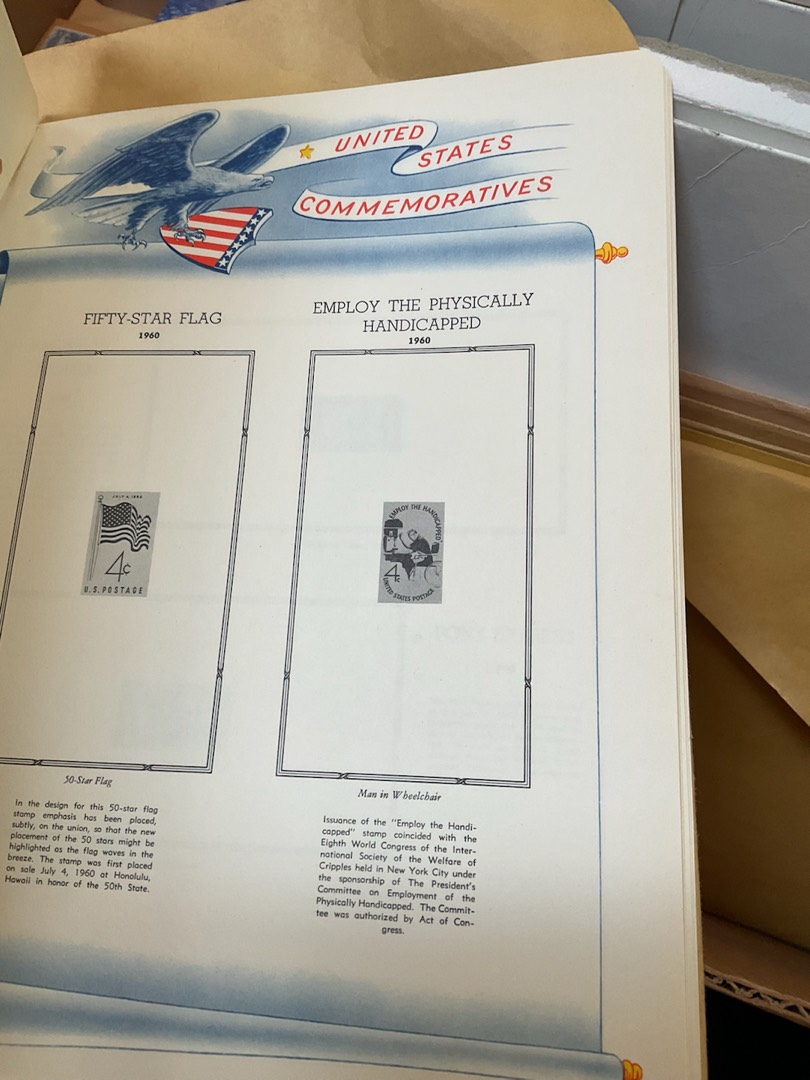 UNITED
STATES
COMMEMORATIVES
FIFTY-STAR FLAG
1960
JULY 4, 1960
4¢
U.S. POSTAGE
50-Star Flag
In the design for this 50-star flag
stamp emphasis has been placed,
subtly, on the union, so that the new
placement of the 50 stars might be
highlighted as the flag waves in the
breeze. The stamp was first placed
on sale July 4, 1960 at Honolulu,
Hawaii in honor of the 50th State.
EMPLOY THE PHYSICALLY
HANDICAPPED
1960
EMPLOY THE HANDICAPPED
4¢
UNITED STATES POSTAGE
Man in Wheelchair
Issuance of the "Employ the Handi-
capped" stamp coincided with the
Eighth World Congress of the Inter-
national Society of the Welfare of
Cripples held in New York City under
the sponsorship of The President's
Committee on Employment of the
Physically Handicapped. The Commit-
tee was authorized by Act of Con-
gress.